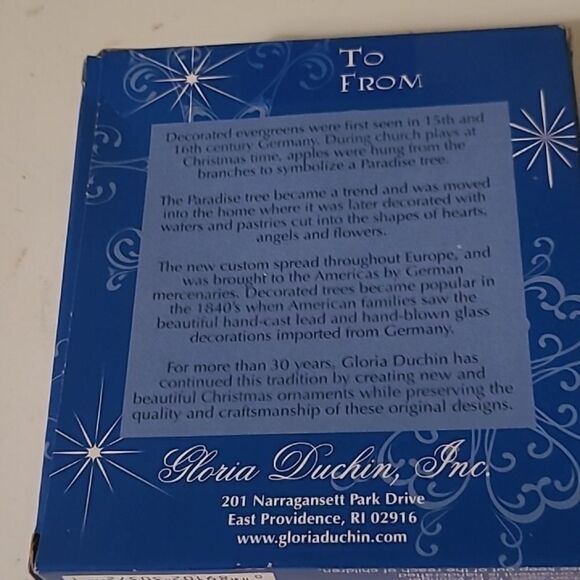 To
From
Decorated evergreens were first seen in 15th and
16th century Germany. During church plays at
Christmas time, apples were hung from the
branches to symbolize a Paradise tree.
The Paradise tree became a trend and was moved
into the home where it was later decorated with
wafers and pastries cut into the shapes of hearts,
angels and flowers.
The new custom spread throughout Europe, and
was brought to the Americas by German
mercenaries. Decorated trees became popular in
the 1840's when American families saw the
beautiful hand-cast lead and hand-blown glass
decorations imported from Germany.
For more than 30 years, Gloria Duchin has
continued this tradition by creating new and
beautiful Christmas ornaments while preserving the
quality and craftsmanship of these original designs.
Gloria Duchin, Inc.
201 Narragansett Park Drive
East Providence, RI 02916
www.gloriaduchin.com
keep out of the reach of children.